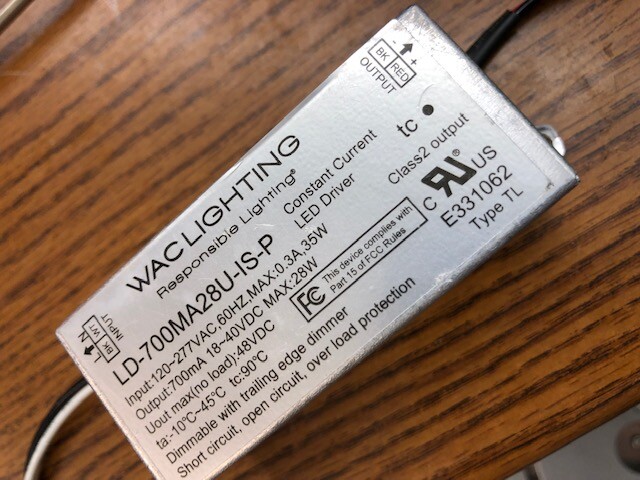 WAC LIGHTING
Responsible Lighting®
Constant Current
LED Driver
tc
Class2 output
- +
BK RED
OUTPUT
LD-700MA28U-IS-P
Input:120~277VAC,60HZ,MAX:0.3A,35W
Output:700mA 18~40VDC MAX:28W
Uout max(no load):48VDC
ta:-10°C~45°C tc:90°C
Dimmable with trailing edge dimmer
Short circuit, open circuit, over load protection
FC This device complies with
Part 15 of FCC Rules
C RU® US
E331062
Type TL
L N
BK WT
INPUT